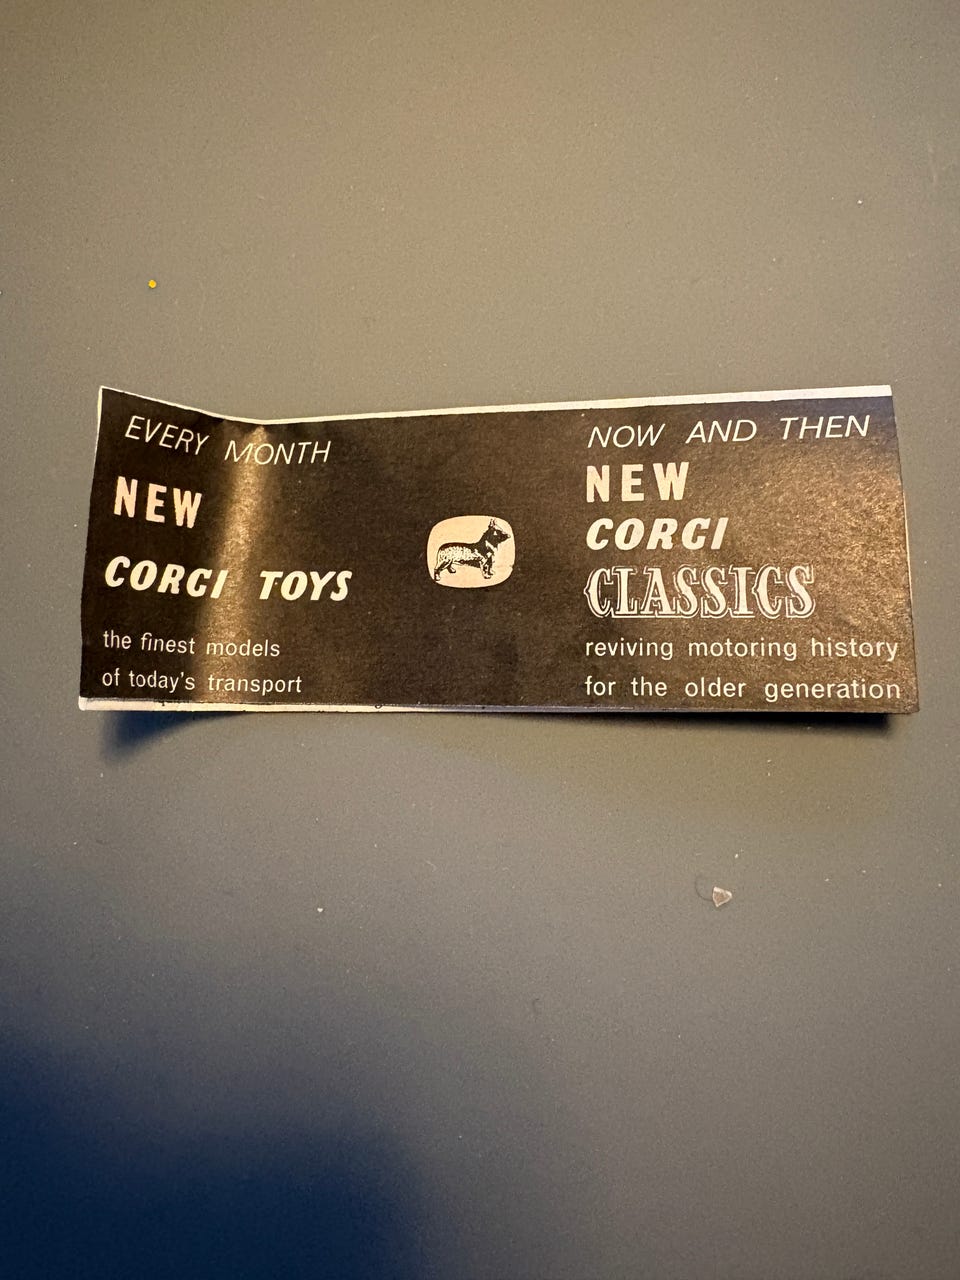 EVERY MONTH
NEW
CORGI TOYS
the finest models
of today's transport
NOW AND THEN
NEW
CORGI
CLASSICS
reviving motoring history
for the older generation